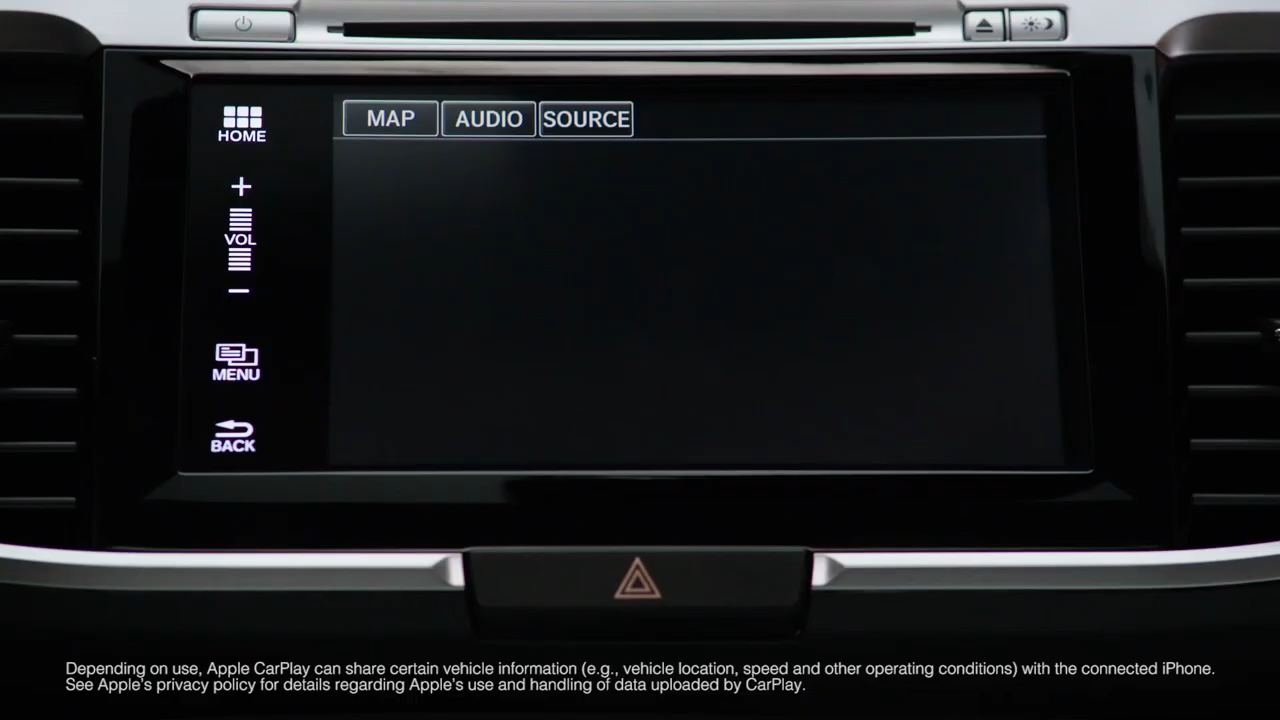 HOME
MAP AUDIO SOURCE
+
VOL
−
MENU
BACK
Depending on use, Apple CarPlay can share certain vehicle information (e.g., vehicle location, speed and other operating conditions) with the connected iPhone.
See Apple's privacy policy for details regarding Apple's use and handling of data uploaded by CarPlay.